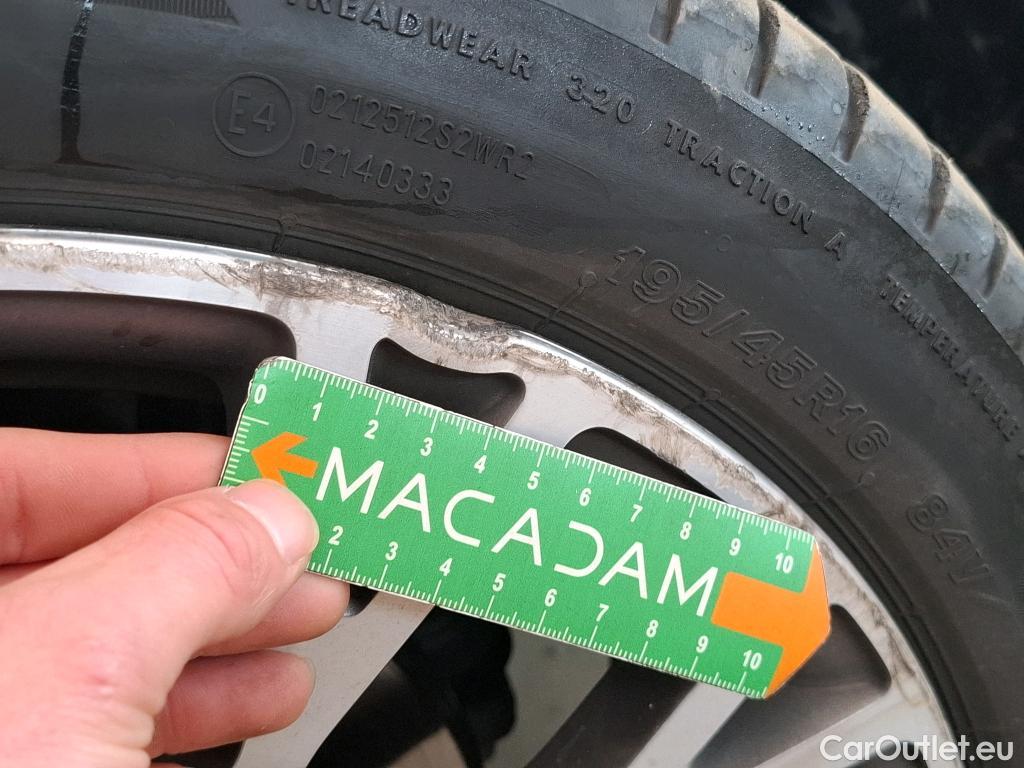 TREADWEAR 320 TRACTION A TEMPERATURE
E4
0212512S2WR2
02140333
195/45R16 84V
0 1 2 3 4 5 6 7 8 9 10
MACADAM
2 3 4 5 6 7 8 9 10
CarOutlet.eu